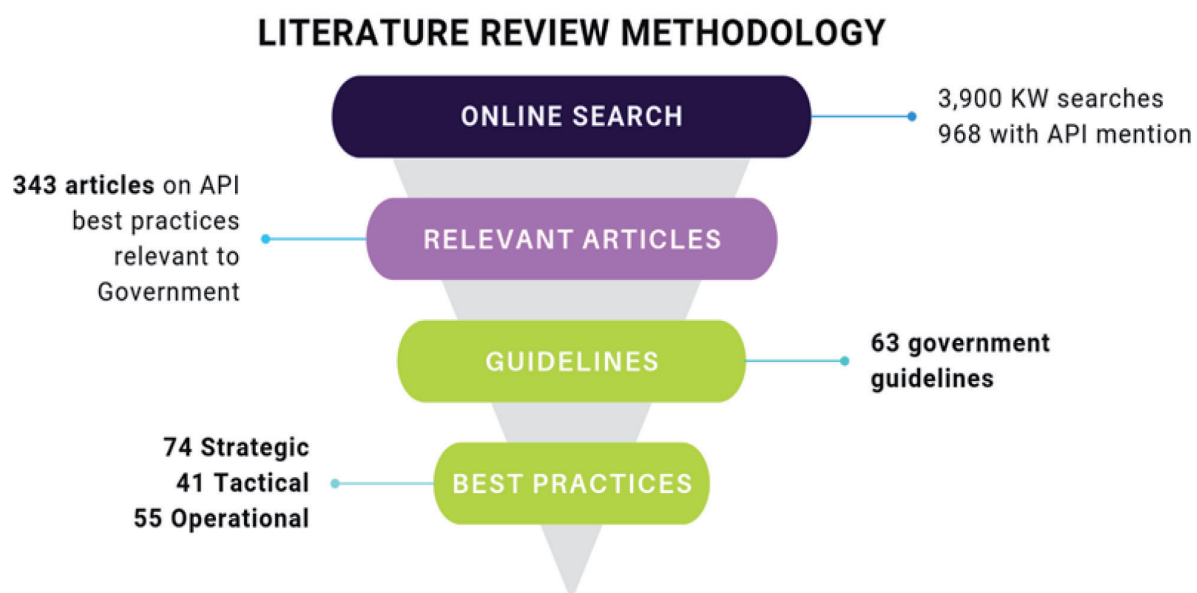 LITERATURE REVIEW METHODOLOGY
ONLINE SEARCH
3,900 KW searches
968 with API mention
343 articles on API
best practices
relevant to
Government
RELEVANT ARTICLES
GUIDELINES
63 government
guidelines
74 Strategic
41 Tactical
55 Operational
BEST PRACTICES